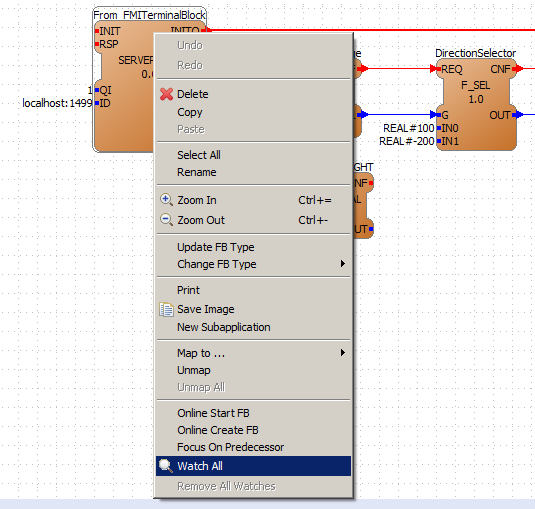 From_FMITerminalBlock
INIT INITO
RSP
SERVER
0.0
1 QI
localhost:1499 ID
DirectionSelector
REQ CNF
F_SEL
1.0
G OUT
REAL#100 IN0
REAL#-200 IN1
GHT
NF
AL
UT
Undo
Redo
Delete
Copy
Paste
Select All
Rename
Zoom In Ctrl+=
Zoom Out Ctrl+-
Update FB Type
Change FB Type
Print
Save Image
New Subapplication
Map to ...
Unmap
Unmap All
Online Start FB
Online Create FB
Focus On Predecessor
Watch All
Remove All Watches